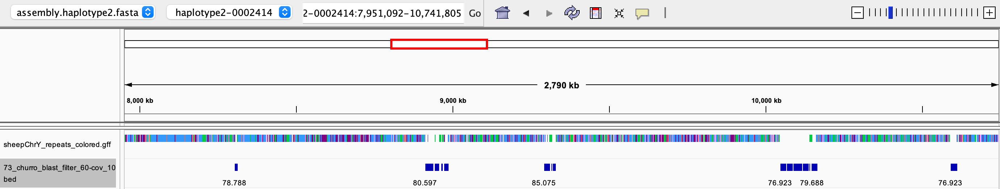 assembly.haplotype2.fasta haplotype2-0002414 2-0002414:7,951,092-10,741,805 Go
2,790 kb
8,000 kb 9,000 kb 10,000 kb
sheepChrY_repeats_colored.gff
73_churro_blast_filter_60-cov_10
bed
78.788 80.597 85.075 76.923 79.688 76.923